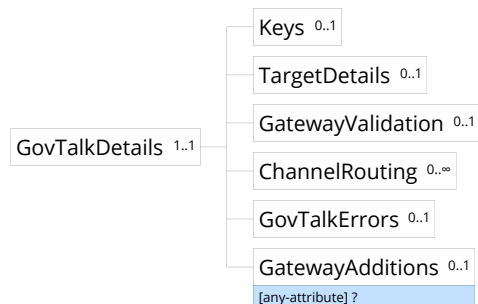 Keys 0..1
TargetDetails 0..1
GatewayValidation 0..1
GovTalkDetails 1..1
ChannelRouting 0..∞
GovTalkErrors 0..1
GatewayAdditions 0..1
[any-attribute] ?